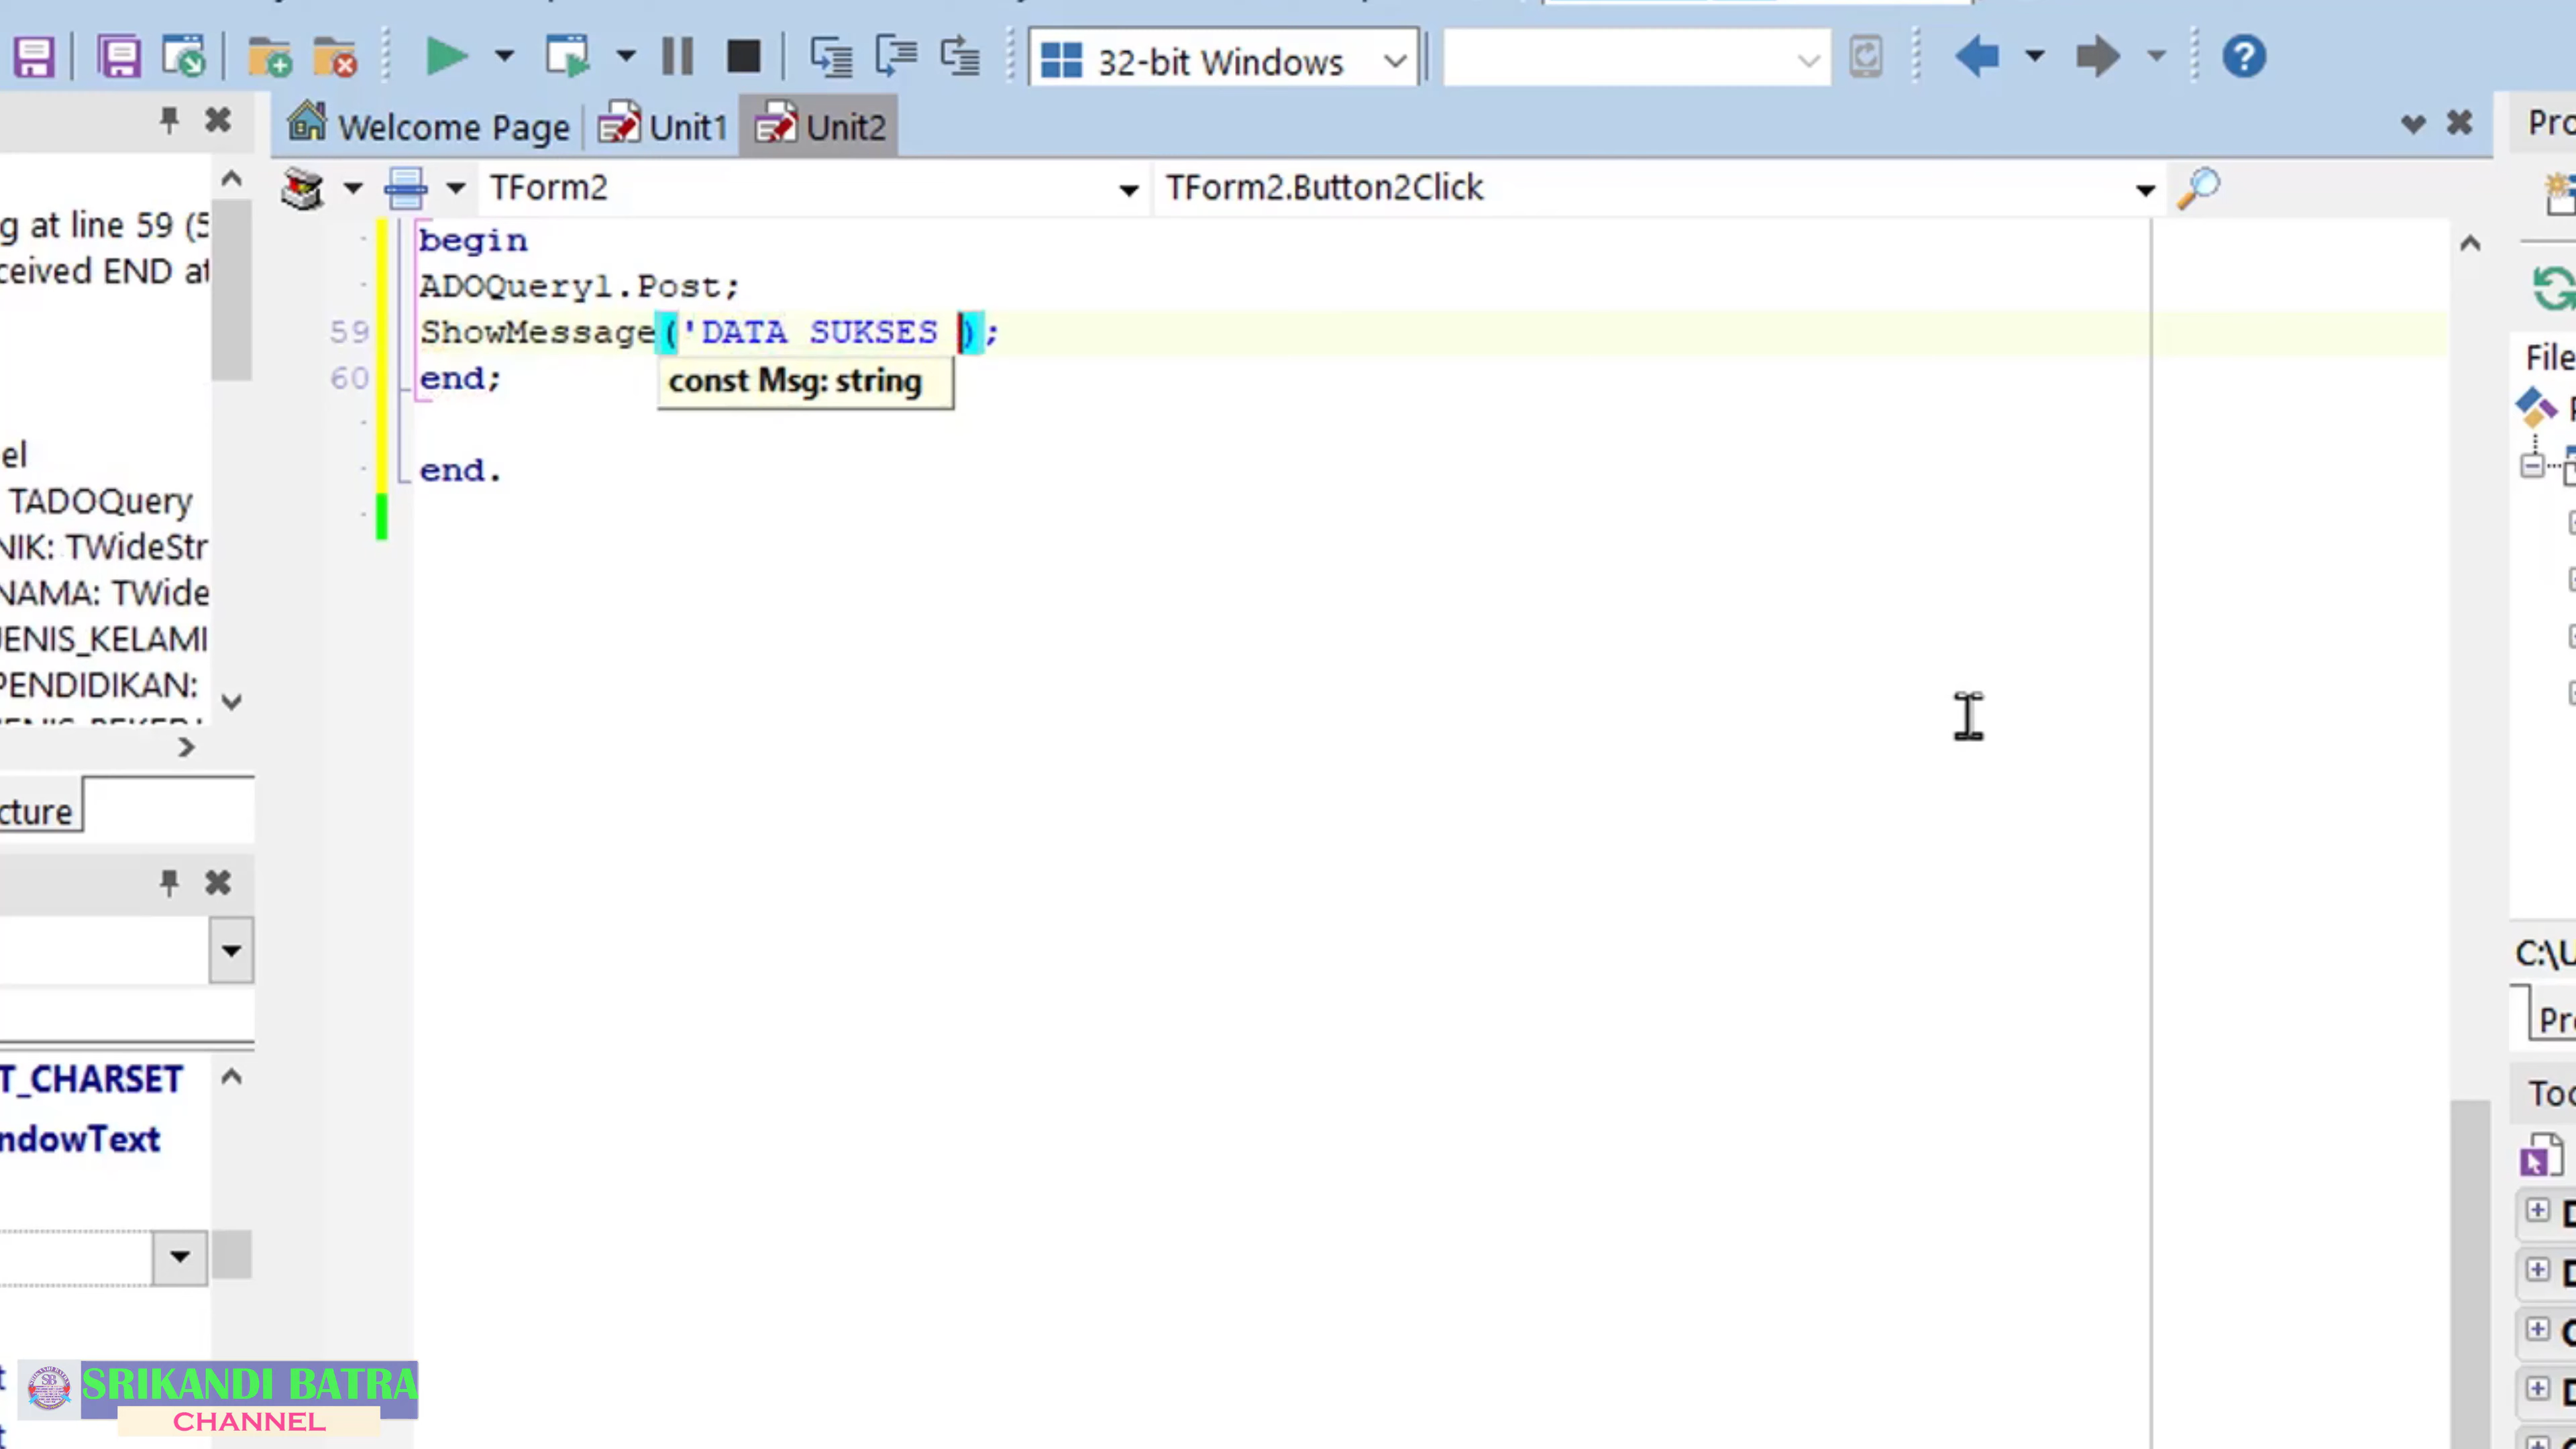 32-bit Windows
Welcome Page
Unit1
Unit2
Pro
TForm2
TForm2.Button2Click
g at line 59 (5
ceived END at
el
TADOQuery
NIK: TWideStr
NAMA: TWide
JENIS_KELAMI
PENDIDIKAN:
cture
begin
ADOQuery1.Post;
59 ShowMessage('DATA SUKSES );
60 end;
const Msg: string
end.
File
C:\U
Pro
Too
T_CHARSET
ndowText
SRIKANDI BATRA
CHANNEL